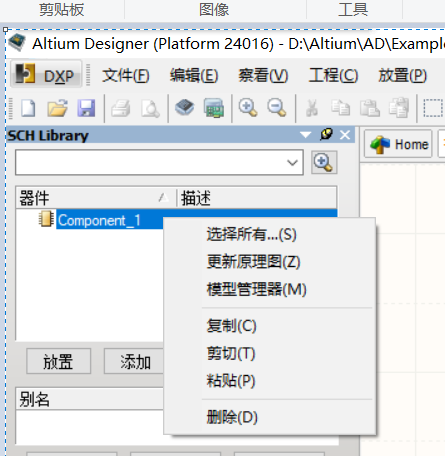 剪贴板 图像 工具
Altium Designer (Platform 24016) - D:\Altium\AD\Example
DXP 文件(F) 编辑(E) 察看(V) 工程(C) 放置(P)
SCH Library
Home
器件 描述
Component_1
选择所有...(S)
更新原理图(Z)
模型管理器(M)
复制(C)
剪切(T)
粘贴(P)
删除(D)
放置 添加
别名